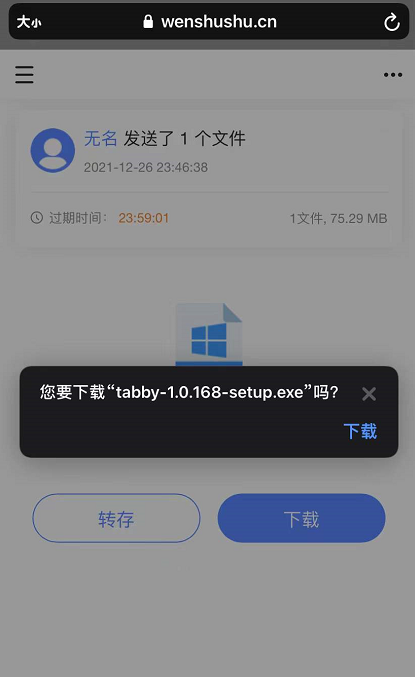 大小 wenshushu.cn
无名 发送了 1 个文件
2021-12-26 23:46:38
过期时间: 23:59:01 1文件, 75.29 MB
您要下载“tabby-1.0.168-setup.exe”吗?
下载
转存 下载